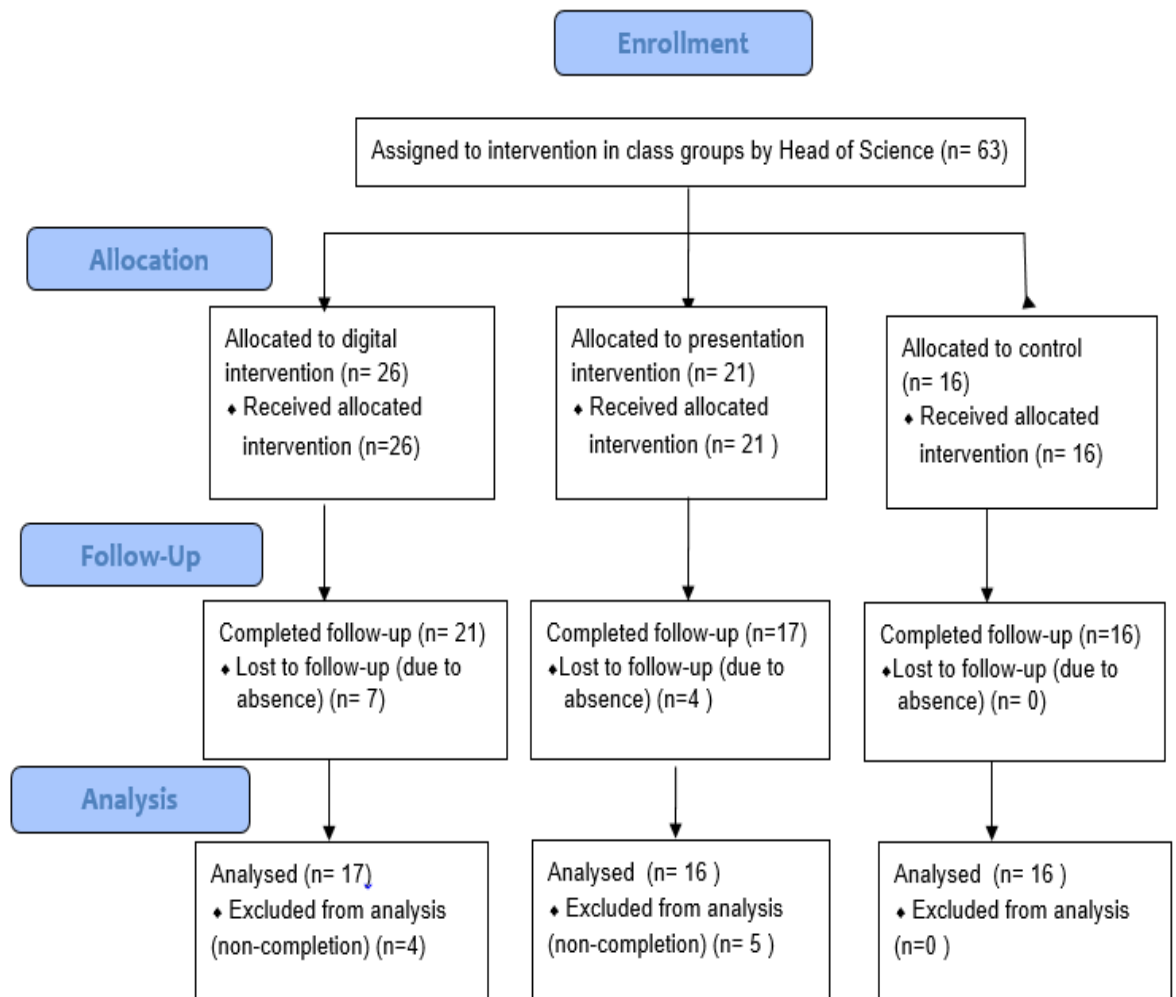 Enrollment
Assigned to intervention in class groups by Head of Science (n= 63)
Allocation
Allocated to digital
intervention (n= 26)
♦ Received allocated
intervention (n=26)
Allocated to presentation
intervention (n= 21)
♦ Received allocated
intervention (n= 21 )
Allocated to control
(n= 16)
♦ Received allocated
intervention (n= 16)
Follow-Up
Completed follow-up (n= 21)
♦ Lost to follow-up (due to
absence) (n= 7)
Completed follow-up (n=17)
♦Lost to follow-up (due to
absence) (n=4 )
Completed follow-up (n=16)
♦Lost to follow-up (due to
absence) (n= 0)
Analysis
Analysed (n= 17)
♦ Excluded from analysis
(non-completion) (n=4)
Analysed (n= 16 )
♦ Excluded from analysis
(non-completion) (n= 5 )
Analysed (n= 16 )
♦ Excluded from analysis
(n=0 )